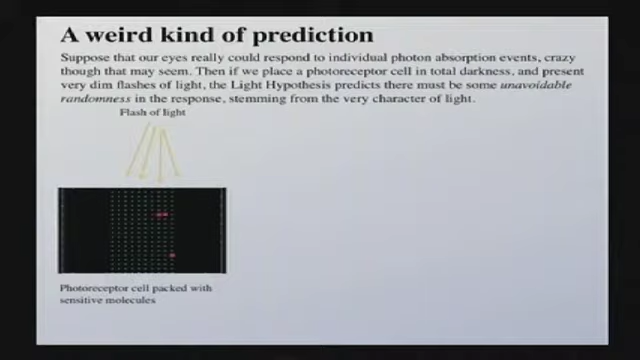 A weird kind of prediction
Suppose that our eyes really could respond to individual photon absorption events, crazy
though that may seem. Then if we place a photoreceptor cell in total darkness, and present
very dim flashes of light, the Light Hypothesis predicts there must be some unavoidable
randomness in the response, stemming from the very character of light.
Flash of light
Photoreceptor cell packed with
sensitive molecules